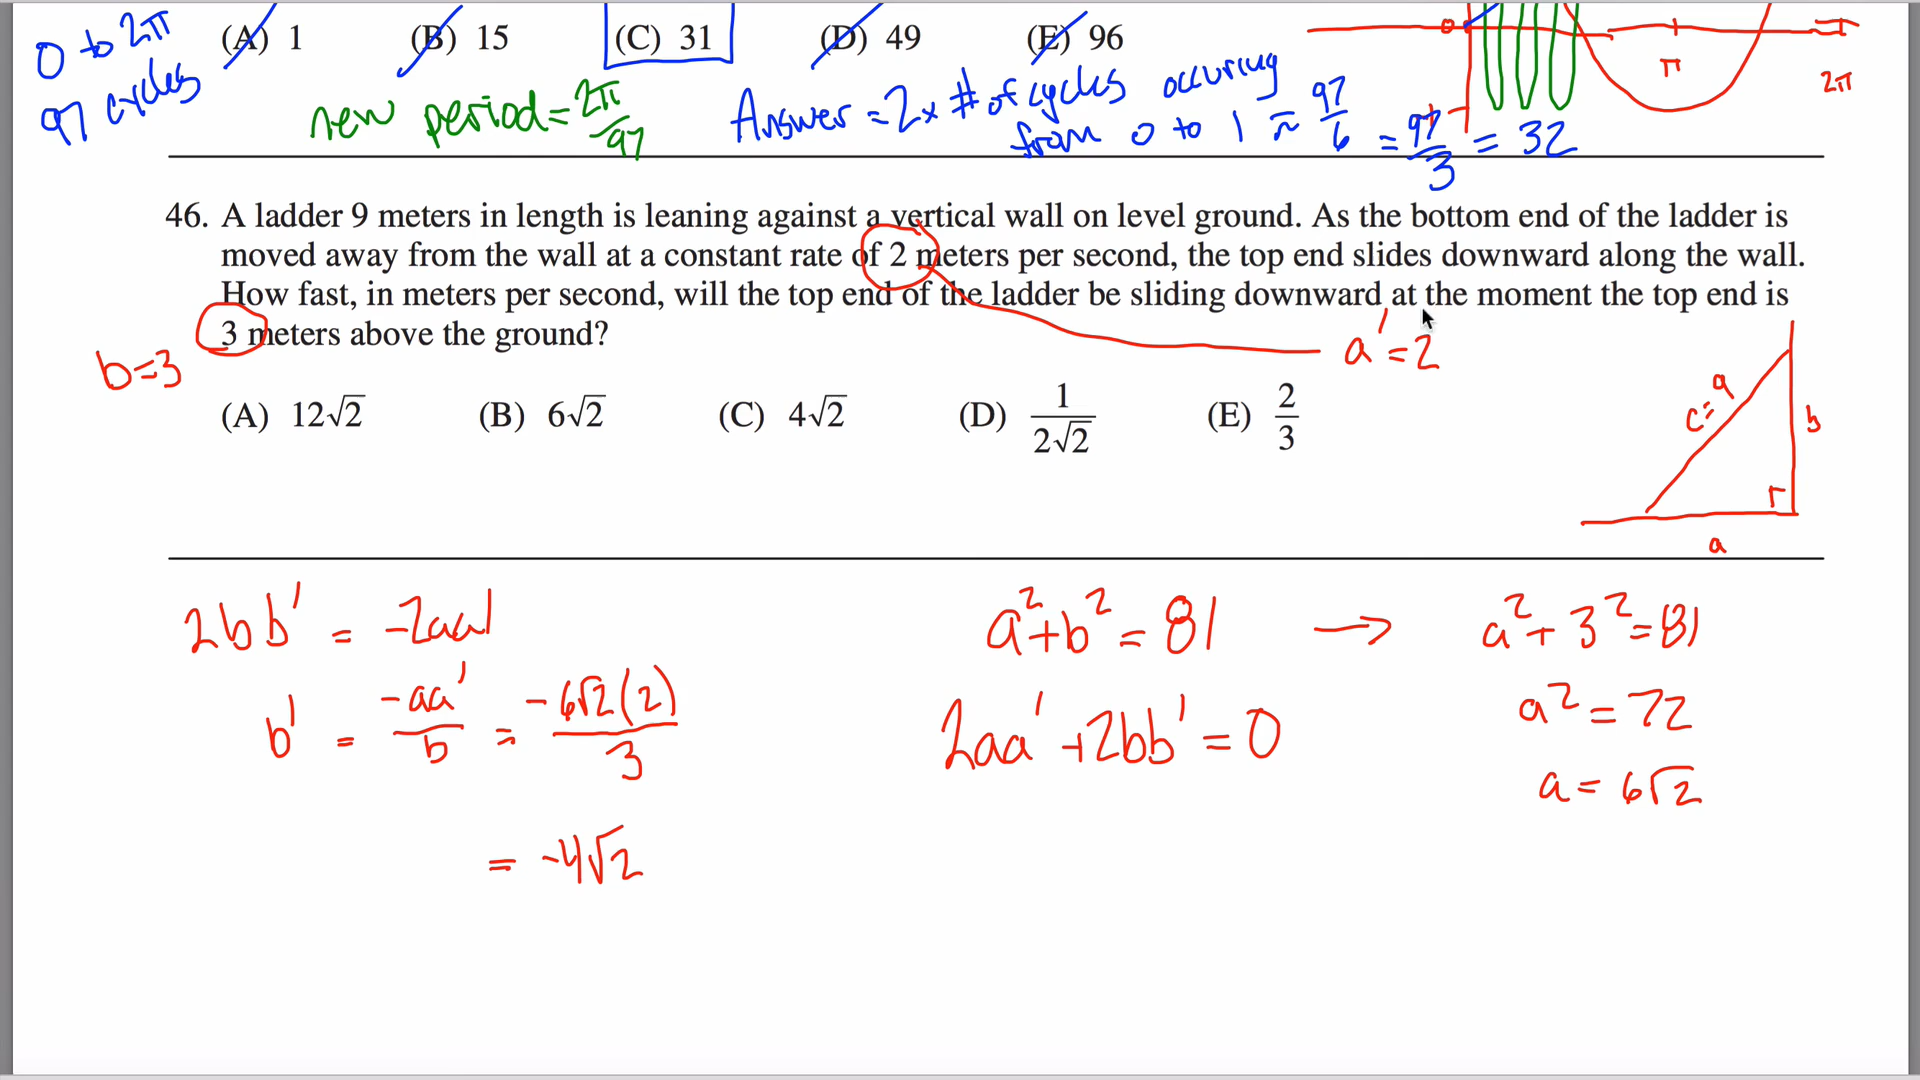 0 to 2π
97 cycles
(A) 1 (B) 15 (C) 31 (D) 49 (E) 96
new period = 2π/97
Answer = 2x # of cycles occuring
from 0 to 1 ≈ 97/6 = 97/3 = 32
0
π
2π
46. A ladder 9 meters in length is leaning against a vertical wall on level ground. As the bottom end of the ladder is
moved away from the wall at a constant rate of 2 meters per second, the top end slides downward along the wall.
How fast, in meters per second, will the top end of the ladder be sliding downward at the moment the top end is
3 meters above the ground?
b=3
a' = 2
(A) 12√2 (B) 6√2 (C) 4√2 (D) 1/(2√2) (E) 2/3
c = 9
b
a
2bb' = -2aa'
b' = -aa'/b = -6√2(2)/3
= -4√2
a² + b² = 81 → a² + 3² = 81
2aa' + 2bb' = 0
a² = 72
a = 6√2